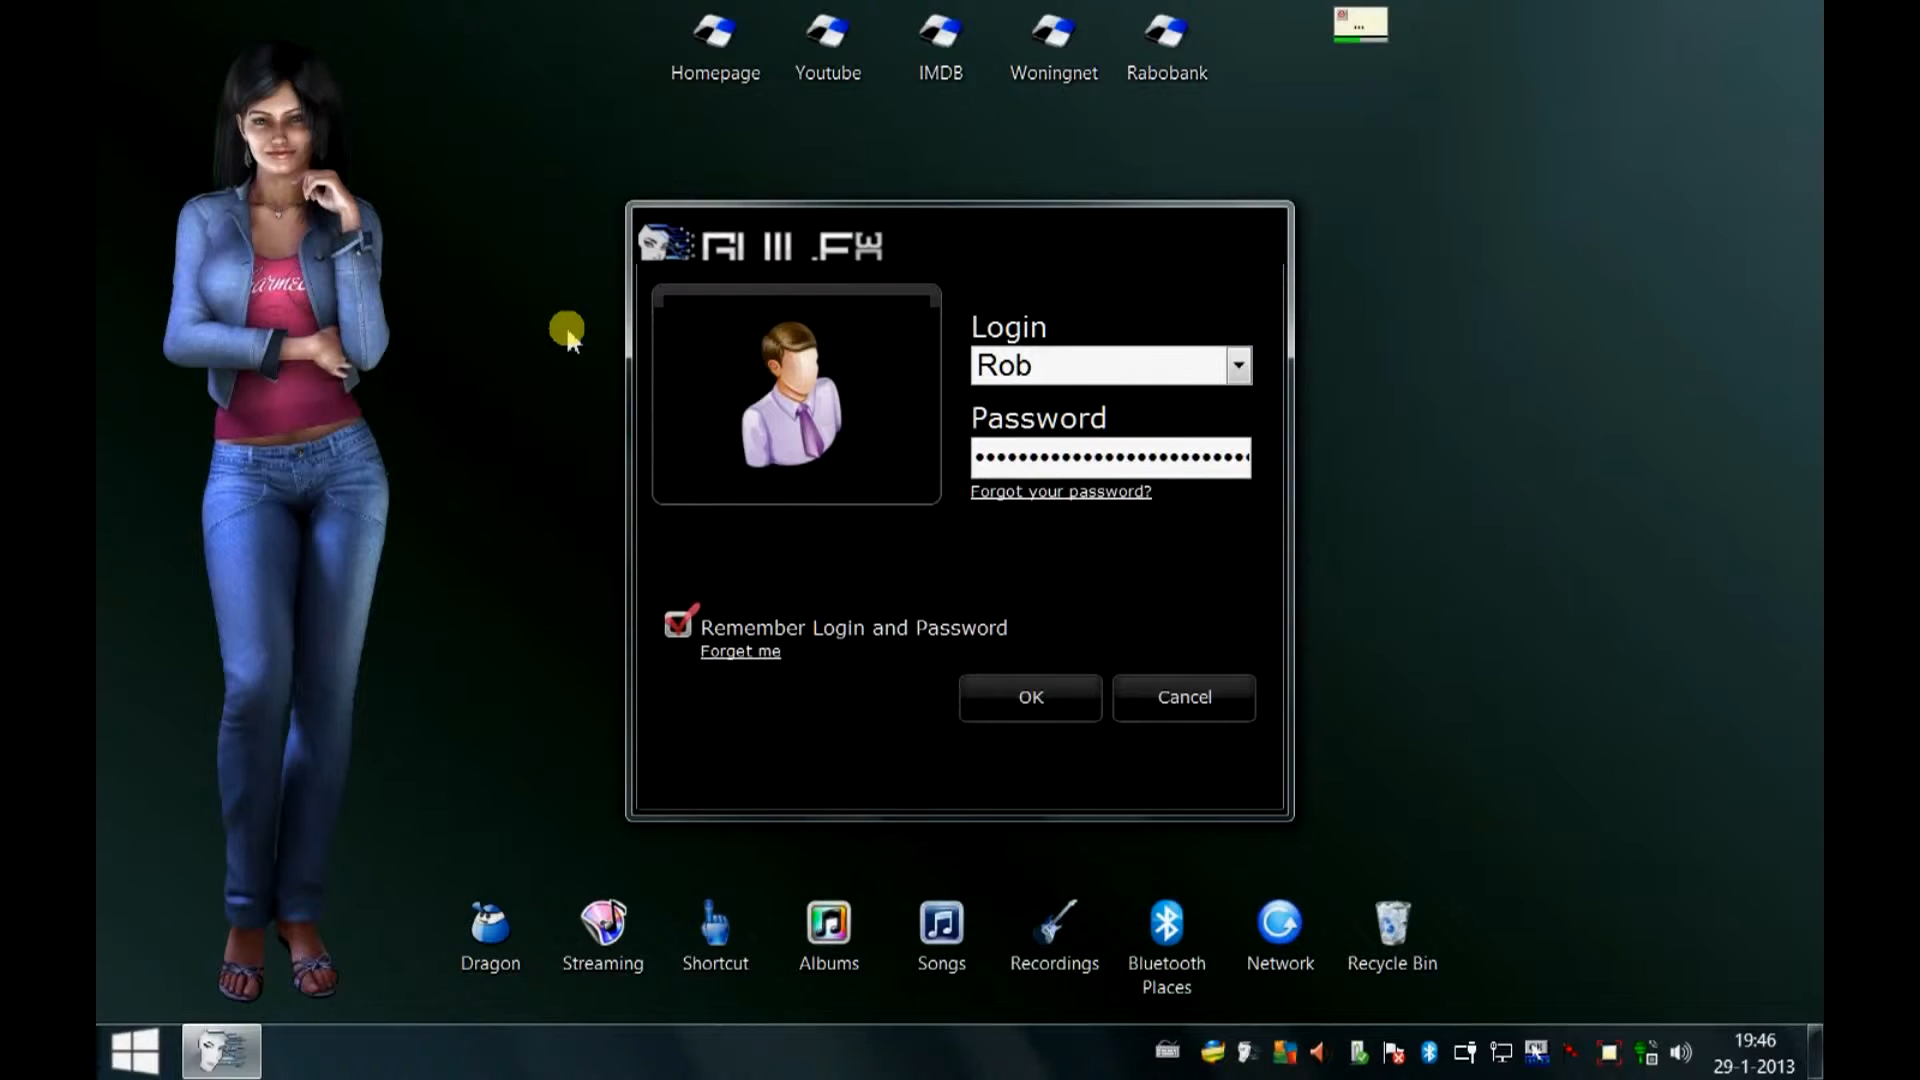 Homepage
Youtube
IMDB
Woningnet
Rabobank
...
Login
Rob
Password
Forgot your password?
Remember Login and Password
Forget me
OK
Cancel
Dragon
Streaming
Shortcut
Albums
Songs
Recordings
Bluetooth
Places
Network
Recycle Bin
19:46
29-1-2013